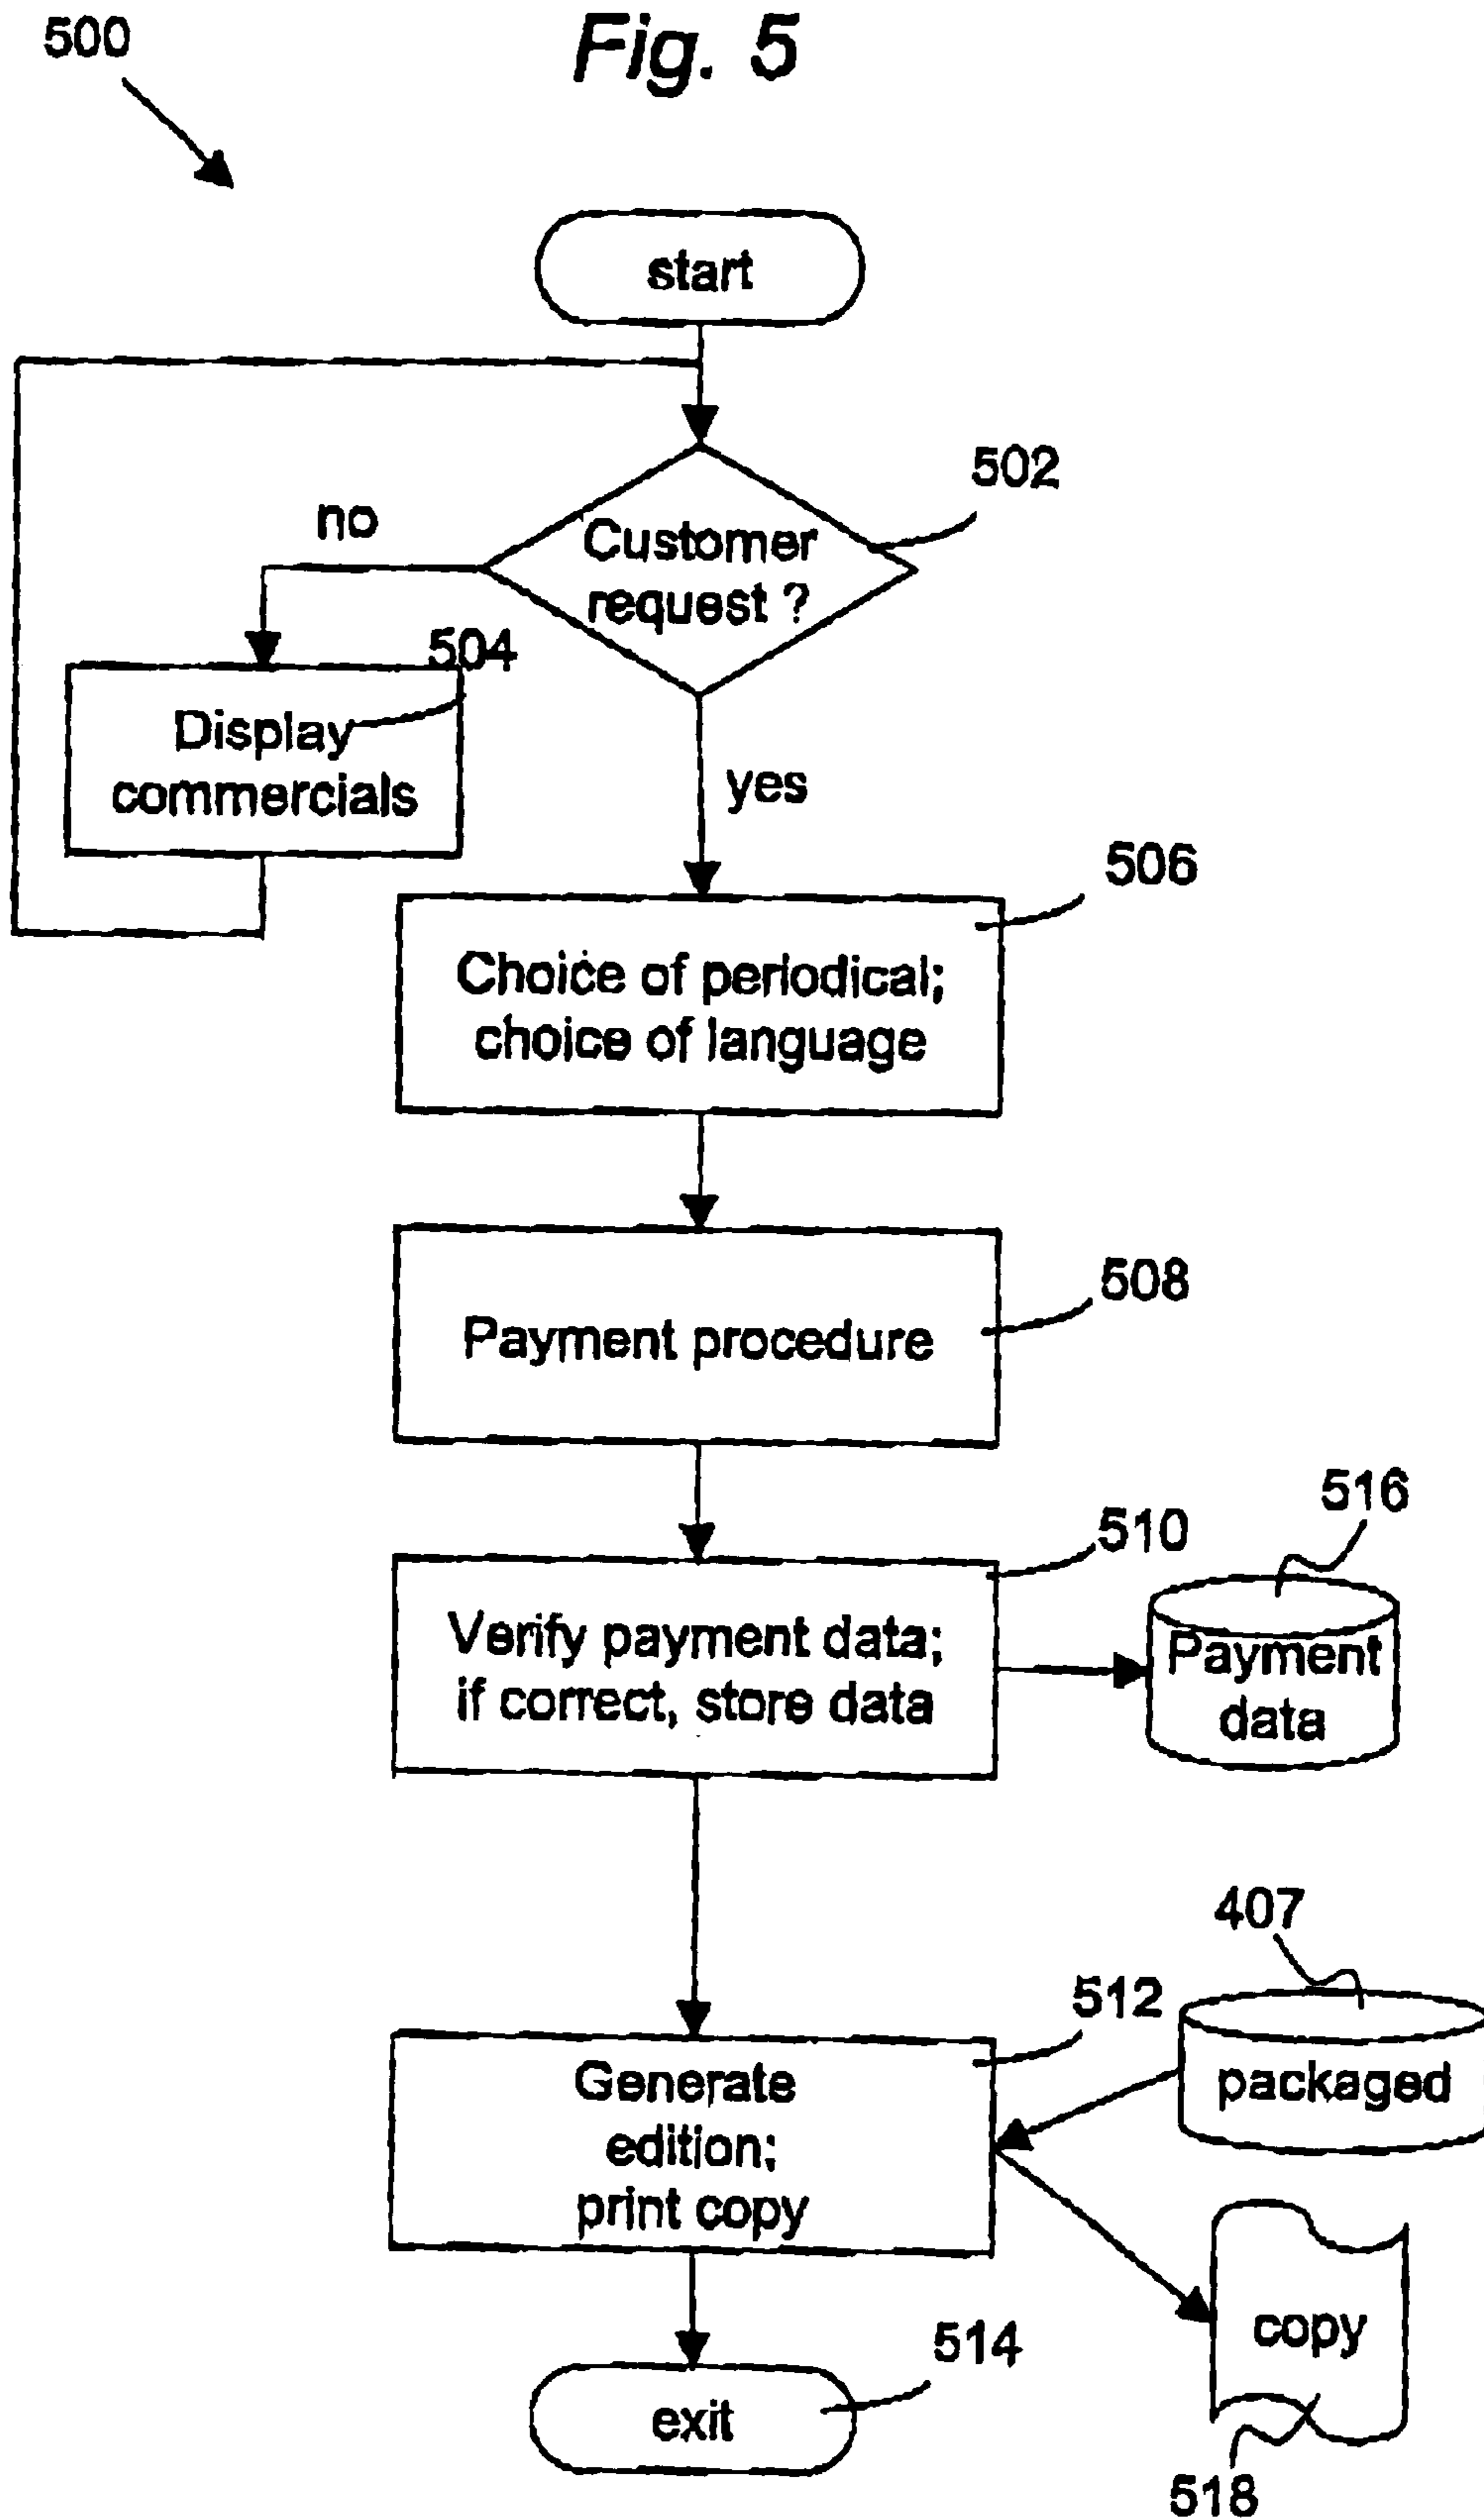 500
Fig. 5
start
502
no
Customer
request ?
504
Display
commercials
yes
506
Choice of periodical;
choice of language
508
Payment procedure
516
510
Verify payment data;
if correct, store data
Payment
data
407
512
Generate
edition;
print copy
packaged
copy
514
exit
518